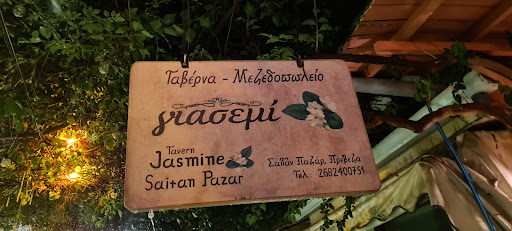 Ταβέρνα - Μεζεδοπωλείο
γιασεμί
Tavern
Jasmine
Saitan Pazar
Σαϊτάν Παζάρ, Πρέβεζα
Τηλ.: 2682400751